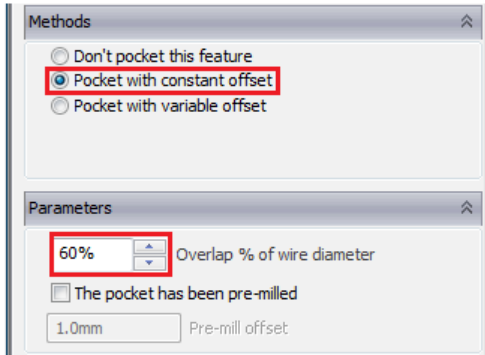 Methods
Don't pocket this feature
Pocket with constant offset
Pocket with variable offset
Parameters
60% Overlap % of wire diameter
The pocket has been pre-milled
1.0mm Pre-mill offset